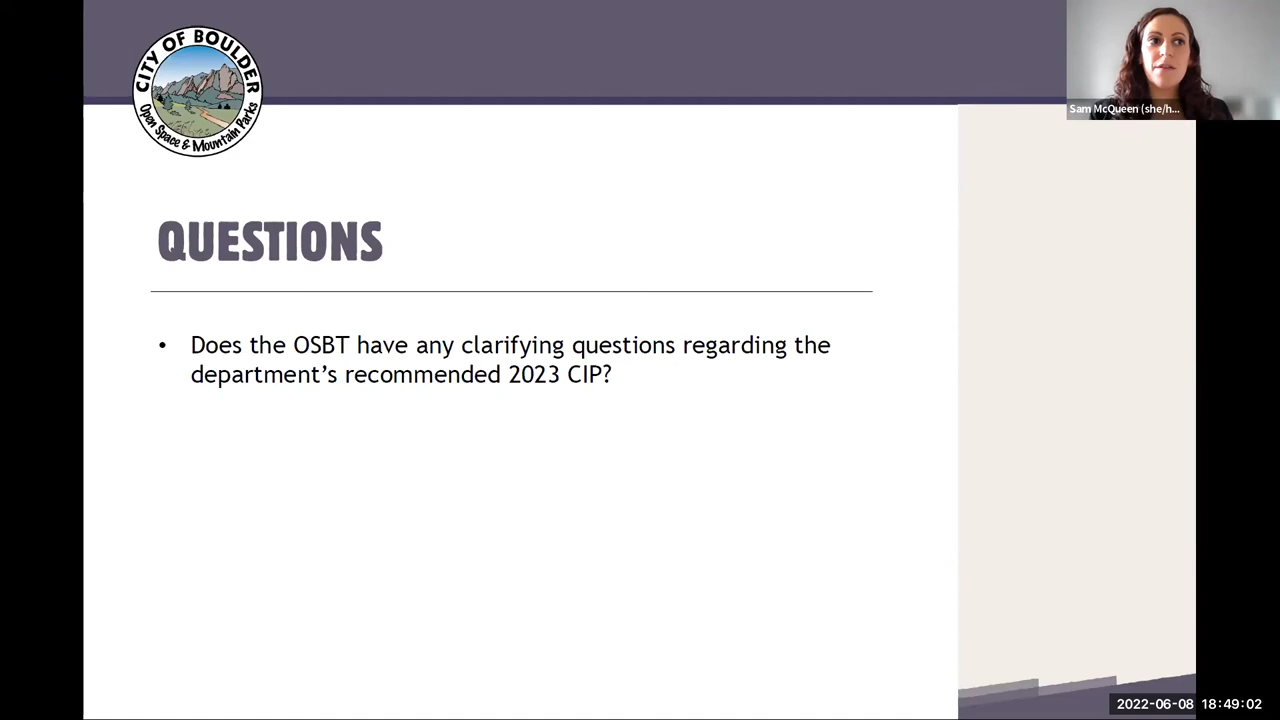 CITY OF BOULDER
Open Space & Mountain Parks
Sam McQueen (she/h...
QUESTIONS
• Does the OSBT have any clarifying questions regarding the
department's recommended 2023 CIP?
2022-06-08 18:49:02